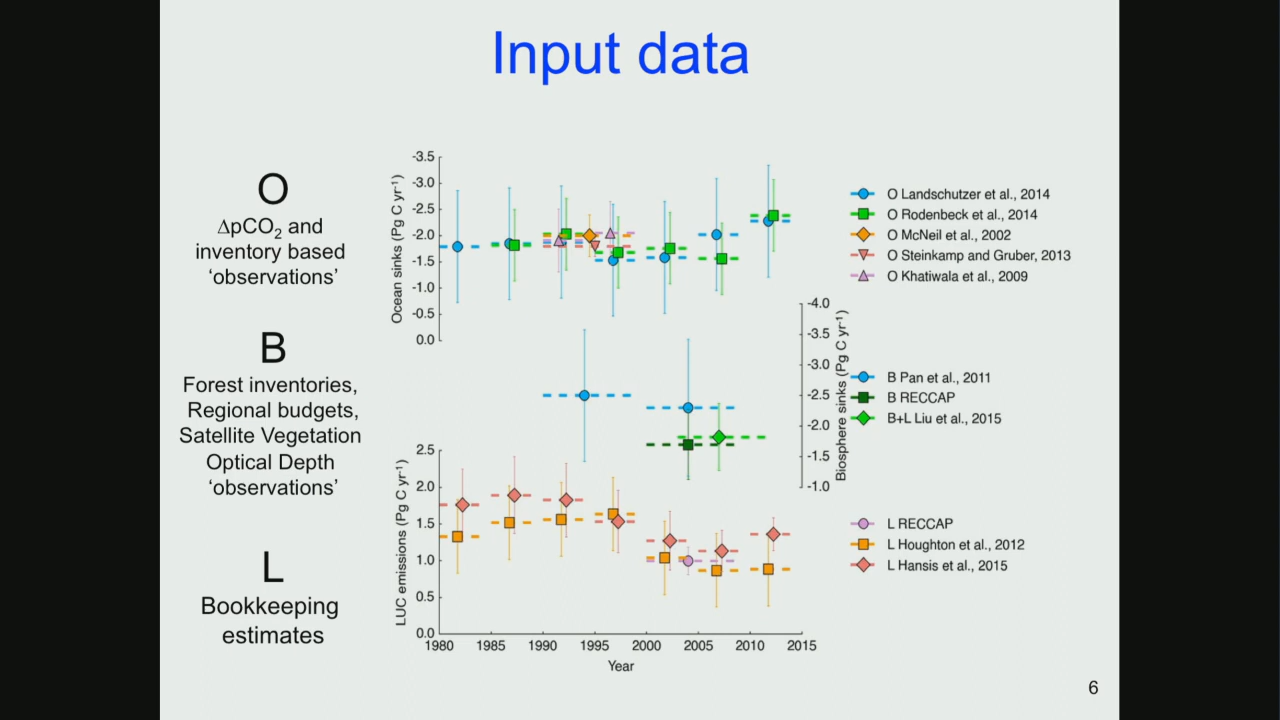 Input data
O
ΔpCO₂ and
inventory based
‘observations’
B
Forest inventories,
Regional budgets,
Satellite Vegetation
Optical Depth
‘observations’
L
Bookkeeping
estimates
Ocean sinks (Pg C yr⁻¹)
-3.5
-3.0
-2.5
-2.0
-1.5
-1.0
-0.5
0.0
O Landschutzer et al., 2014
O Rodenbeck et al., 2014
O McNeil et al., 2002
O Steinkamp and Gruber, 2013
O Khatiwala et al., 2009
Biosphere sinks (Pg C yr⁻¹)
-4.0
-3.5
-3.0
-2.5
-2.0
-1.5
-1.0
B Pan et al., 2011
B RECCAP
B+L Liu et al., 2015
LUC emissions (Pg C yr⁻¹)
2.5
2.0
1.5
1.0
0.5
0.0
L RECCAP
L Houghton et al., 2012
L Hansis et al., 2015
1980 1985 1990 1995 2000 2005 2010 2015
Year
6